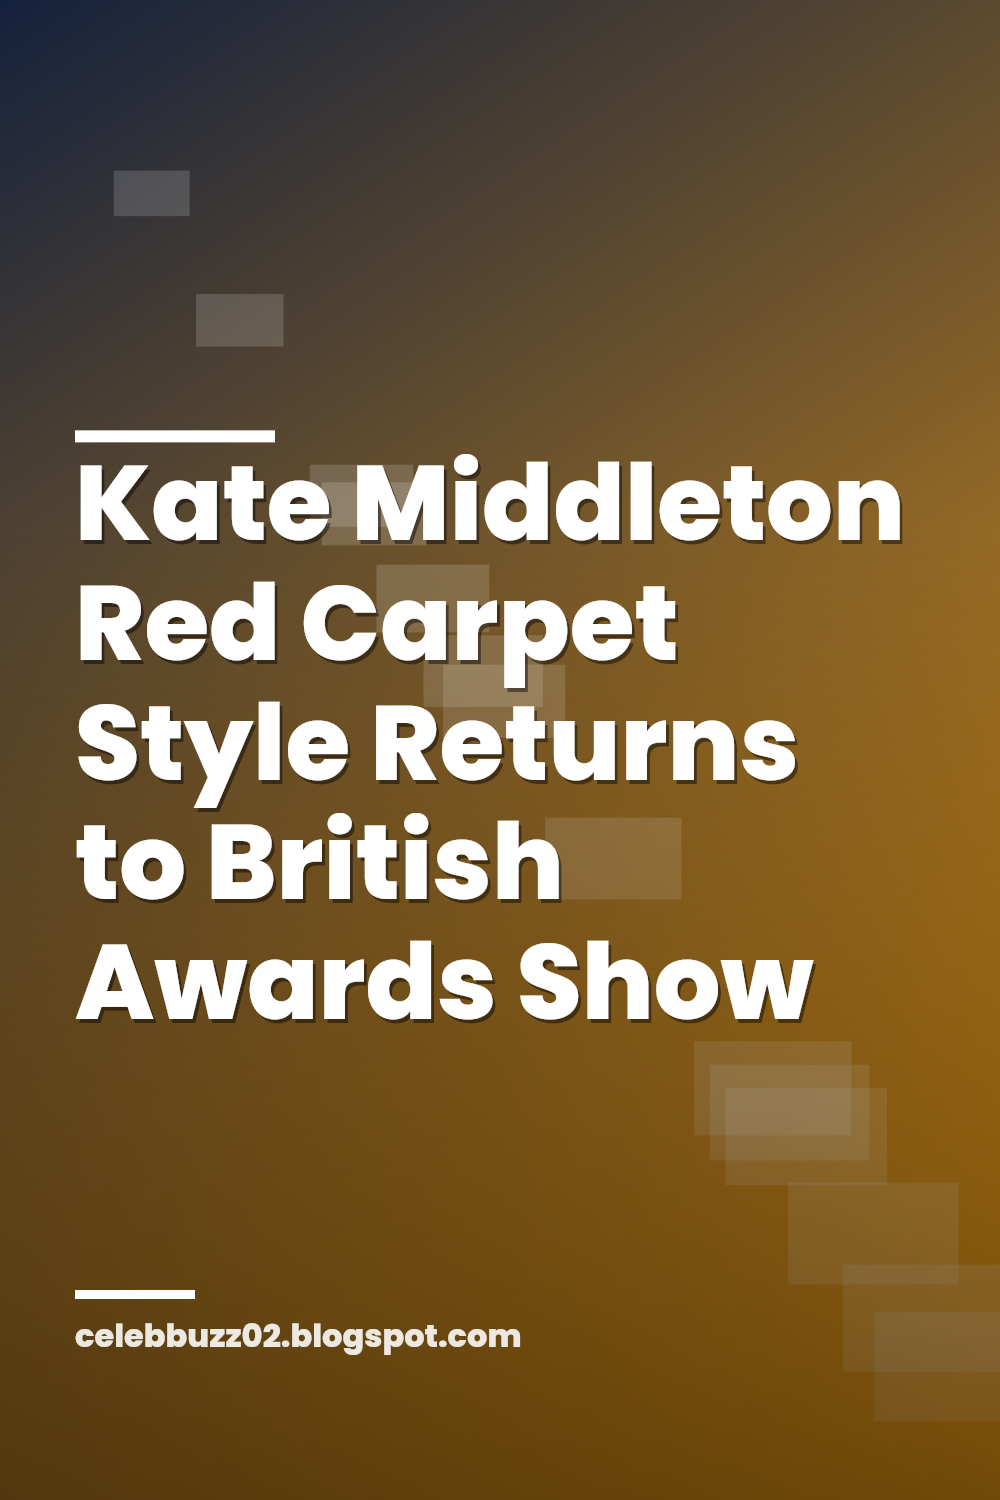 Kate Middleton
Red Carpet
Style Returns
to British
Awards Show
celebbuzz02.blogspot.com